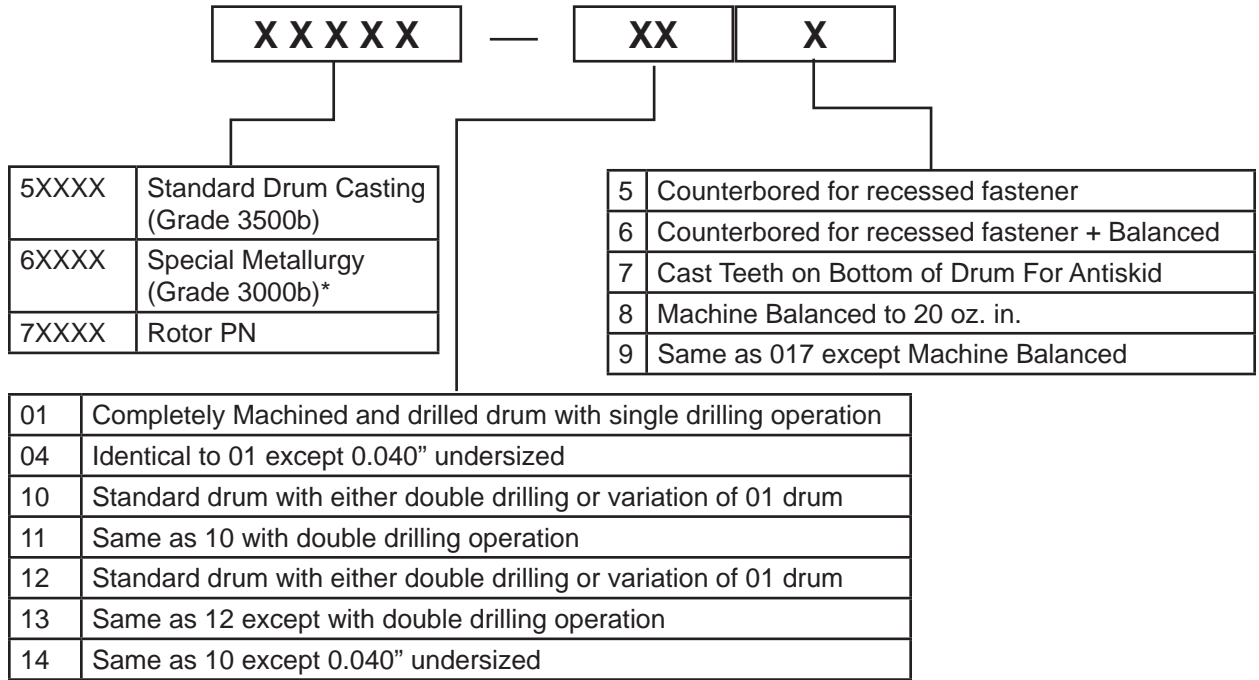 X X X X X — XX X
5XXXX Standard Drum Casting
(Grade 3500b)
6XXXX Special Metallurgy
(Grade 3000b)*
7XXXX Rotor PN
5 Counterbored for recessed fastener
6 Counterbored for recessed fastener + Balanced
7 Cast Teeth on Bottom of Drum For Antiskid
8 Machine Balanced to 20 oz. in.
9 Same as 017 except Machine Balanced
01 Completely Machined and drilled drum with single drilling operation
04 Identical to 01 except 0.040” undersized
10 Standard drum with either double drilling or variation of 01 drum
11 Same as 10 with double drilling operation
12 Standard drum with either double drilling or variation of 01 drum
13 Same as 12 except with double drilling operation
14 Same as 10 except 0.040” undersized